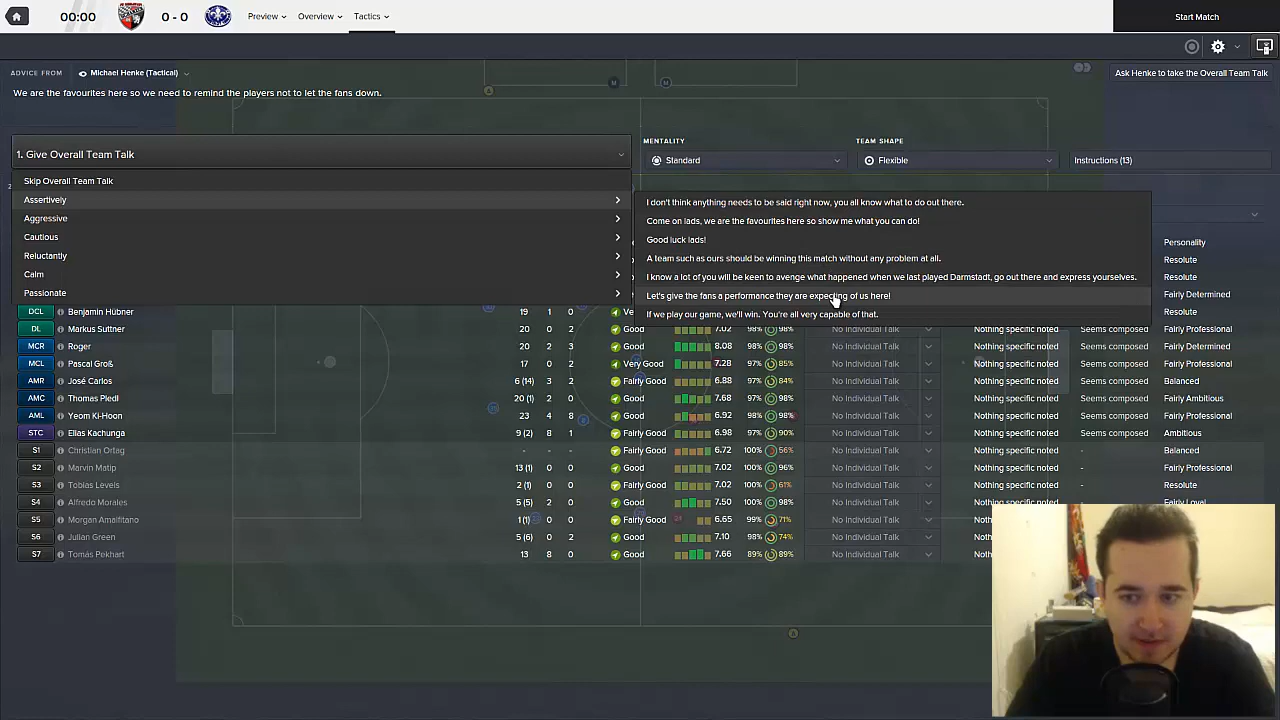 00:00 0 - 0 Preview Overview Tactics Start Match
ADVICE FROM Michael Henke (Tactical) Ask Henke to take the Overall Team Talk
We are the favourites here so we need to remind the players not to let the fans down.
MENTALITY TEAM SHAPE
1. Give Overall Team Talk Standard Flexible Instructions (13)
Skip Overall Team Talk
Assertively I don't think anything needs to be said right now, you all know what to do out there.
Aggressive Come on lads, we are the favourites here so show me what you can do!
Cautious Good luck lads! Personality
Reluctantly A team such as ours should be winning this match without any problem at all. Resolute
Calm I know a lot of you will be keen to avenge what happened when we last played Darmstadt, go out there and express yourselves. Resolute
Passionate Let's give the fans a performance they are expecting of us here! Fairly Determined
DCL Benjamin Hübner 19 1 0 If we play our game, we'll win. You're all very capable of that. Resolute
DL Markus Suttner 20 0 2 Good 7.02 98% 98% No Individual Talk Nothing specific noted Seems composed Fairly Professional
MCR Roger 20 2 3 Good 8.08 98% 98% No Individual Talk Nothing specific noted Seems composed Fairly Determined
MCL Pascal Groß 17 0 2 Very Good 7.28 97% 85% No Individual Talk Nothing specific noted Seems composed Fairly Professional
AMR José Carlos 6 (14) 3 2 Fairly Good 6.88 97% 84% No Individual Talk Nothing specific noted Seems composed Balanced
AMC Thomas Pledl 20 (1) 2 0 Good 7.68 97% 98% No Individual Talk Nothing specific noted Seems composed Fairly Ambitious
AML Yeom Ki-Hoon 23 4 8 Good 6.92 98% 98% No Individual Talk Nothing specific noted Seems composed Fairly Professional
STC Elias Kachunga 9 (2) 8 1 Fairly Good 6.98 97% 90% No Individual Talk Nothing specific noted Seems composed Ambitious
S1 Christian Ortag - - - Fairly Good 6.72 100% 56% No Individual Talk Nothing specific noted - Balanced
S2 Marvin Matip 13 (1) 0 0 Good 7.02 100% 96% No Individual Talk Nothing specific noted - Fairly Professional
S3 Tobias Levels 2 (1) 0 0 Fairly Good 7.02 100% 61% No Individual Talk Nothing specific noted - Resolute
S4 Alfredo Morales 5 (5) 2 0 Good 7.50 100% 98% No Individual Talk Nothing specific noted - Fairly Loyal
S5 Morgan Amalfitano 1 (1) 0 0 Fairly Good 6.65 99% 71% No Individual Talk
S6 Julian Green 5 (6) 0 2 Good 7.10 98% 74% No Individual Talk
S7 Tomás Pekhart 13 8 0 Good 7.66 89% 89% No Individual Talk